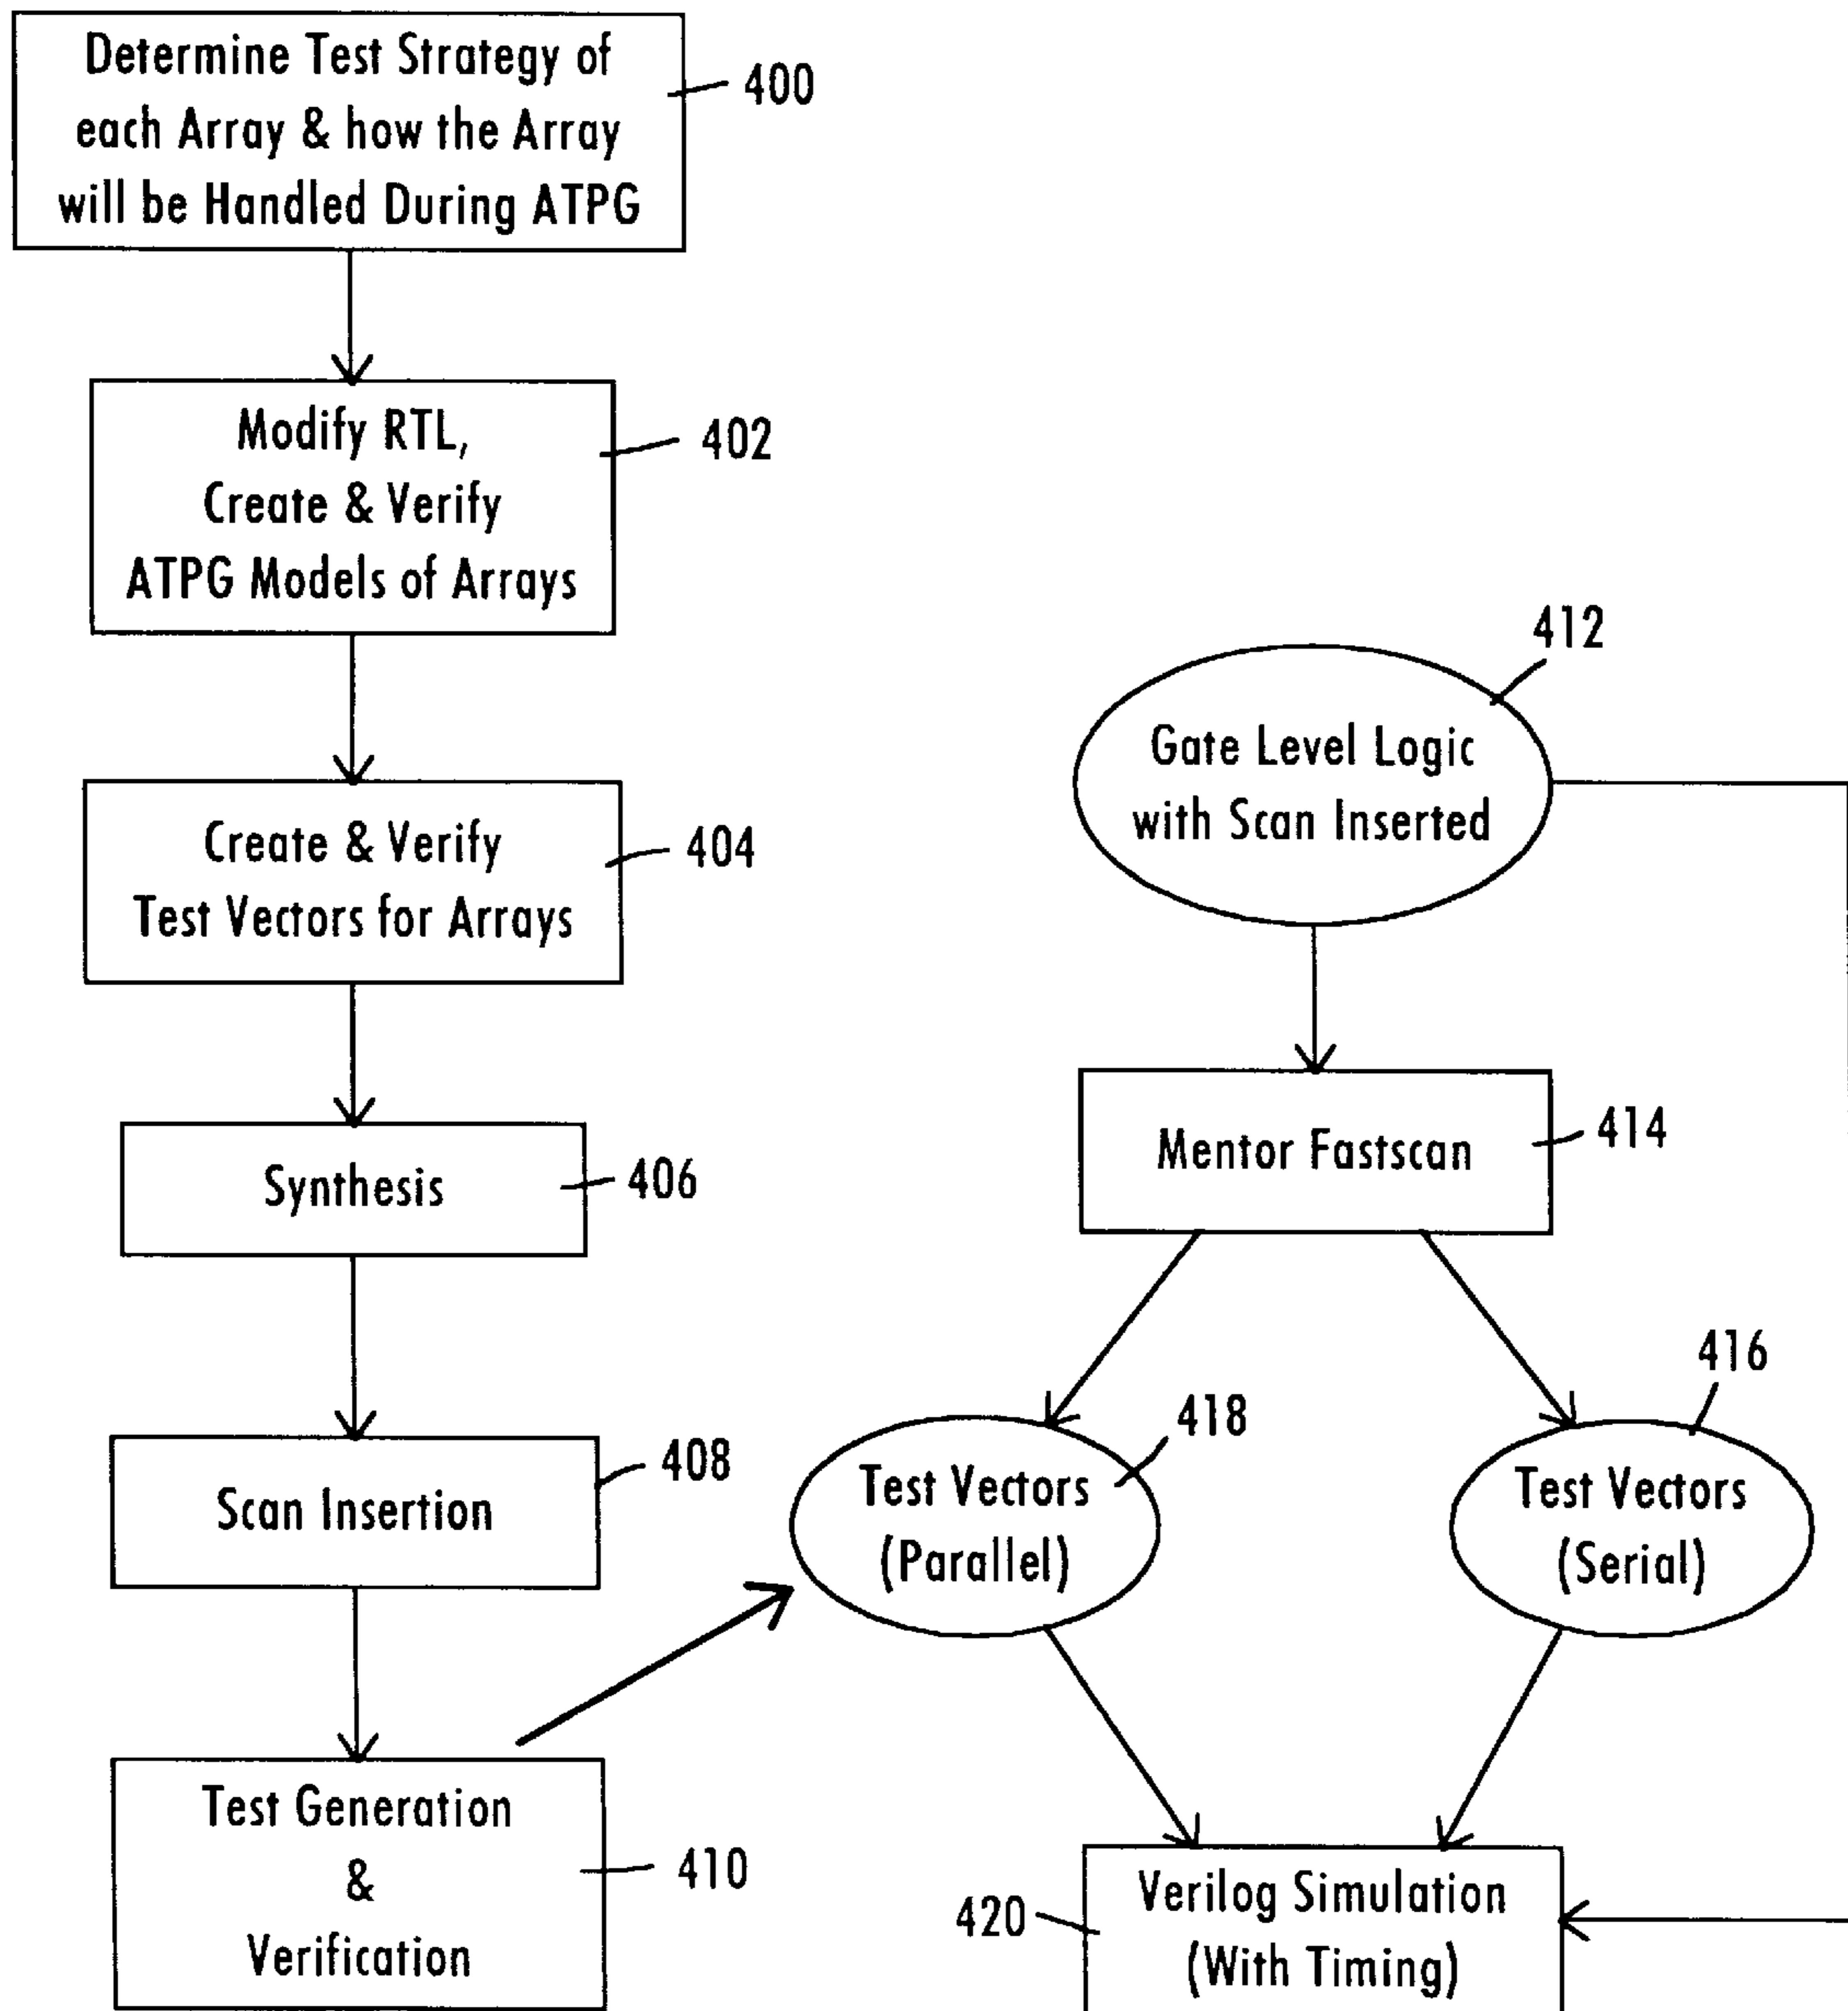 Determine Test Strategy of
each Array & how the Array
will be Handled During ATPG
400
Modify RTL,
Create & Verify
ATPG Models of Arrays
402
Create & Verify
Test Vectors for Arrays
404
Synthesis
406
Scan Insertion
408
Test Generation
&
Verification
410
412
Gate Level Logic
with Scan Inserted
Mentor Fastscan
414
418
Test Vectors
(Parallel)
416
Test Vectors
(Serial)
420
Verilog Simulation
(With Timing)